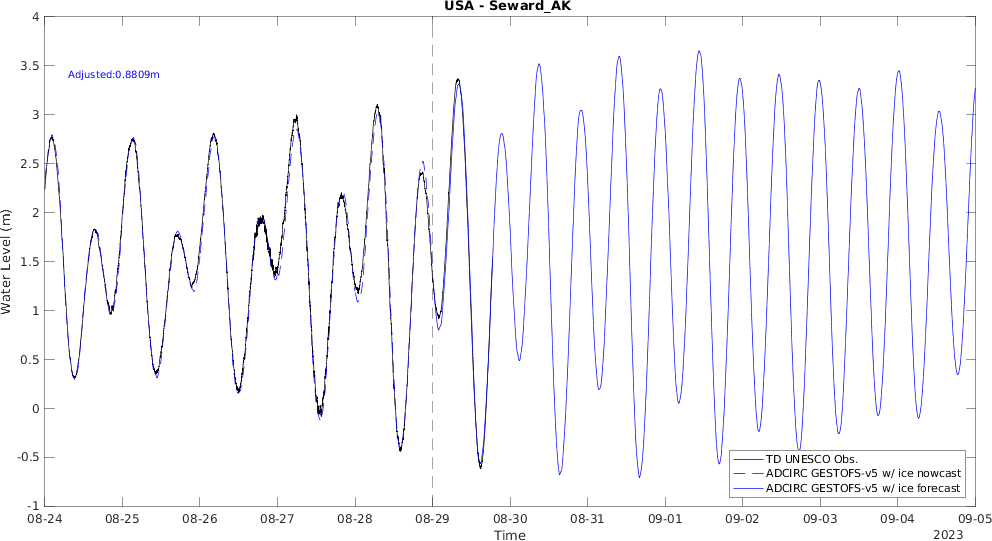 USA - Seward_AK
4
3.5
3
2.5
2
1.5
1
0.5
0
-0.5
-1
Water Level (m)
Adjusted:0.8809m
TD UNESCO Obs.
ADCIRC GESTOFS-v5 w/ ice nowcast
ADCIRC GESTOFS-v5 w/ ice forecast
08-24 08-25 08-26 08-27 08-28 08-29 08-30 08-31 09-01 09-02 09-03 09-04 09-05
Time
2023